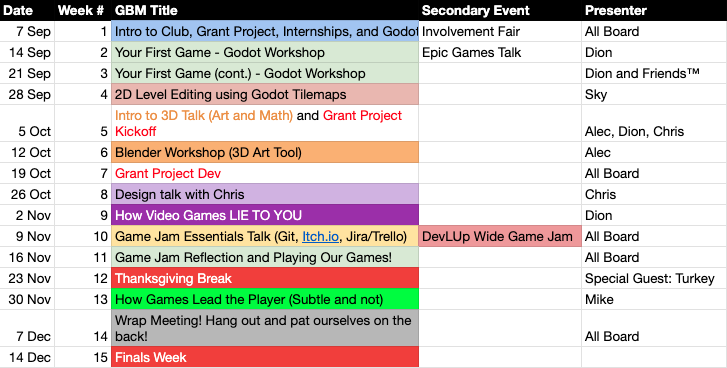 Date Week # GBM Title Secondary Event Presenter
7 Sep 1 Intro to Club, Grant Project, Internships, and Godot Involvement Fair All Board
14 Sep 2 Your First Game - Godot Workshop Epic Games Talk Dion
21 Sep 3 Your First Game (cont.) - Godot Workshop Dion and Friends™
28 Sep 4 2D Level Editing using Godot Tilemaps Sky
Intro to 3D Talk (Art and Math) and Grant Project
5 Oct 5 Kickoff Alec, Dion, Chris
12 Oct 6 Blender Workshop (3D Art Tool) Alec
19 Oct 7 Grant Project Dev All Board
26 Oct 8 Design talk with Chris Chris
2 Nov 9 How Video Games LIE TO YOU Dion
9 Nov 10 Game Jam Essentials Talk (Git, Itch.io, Jira/Trello) DevLUp Wide Game Jam All Board
16 Nov 11 Game Jam Reflection and Playing Our Games! All Board
23 Nov 12 Thanksgiving Break Special Guest: Turkey
30 Nov 13 How Games Lead the Player (Subtle and not) Mike
Wrap Meeting! Hang out and pat ourselves on the
7 Dec 14 back! All Board
14 Dec 15 Finals Week